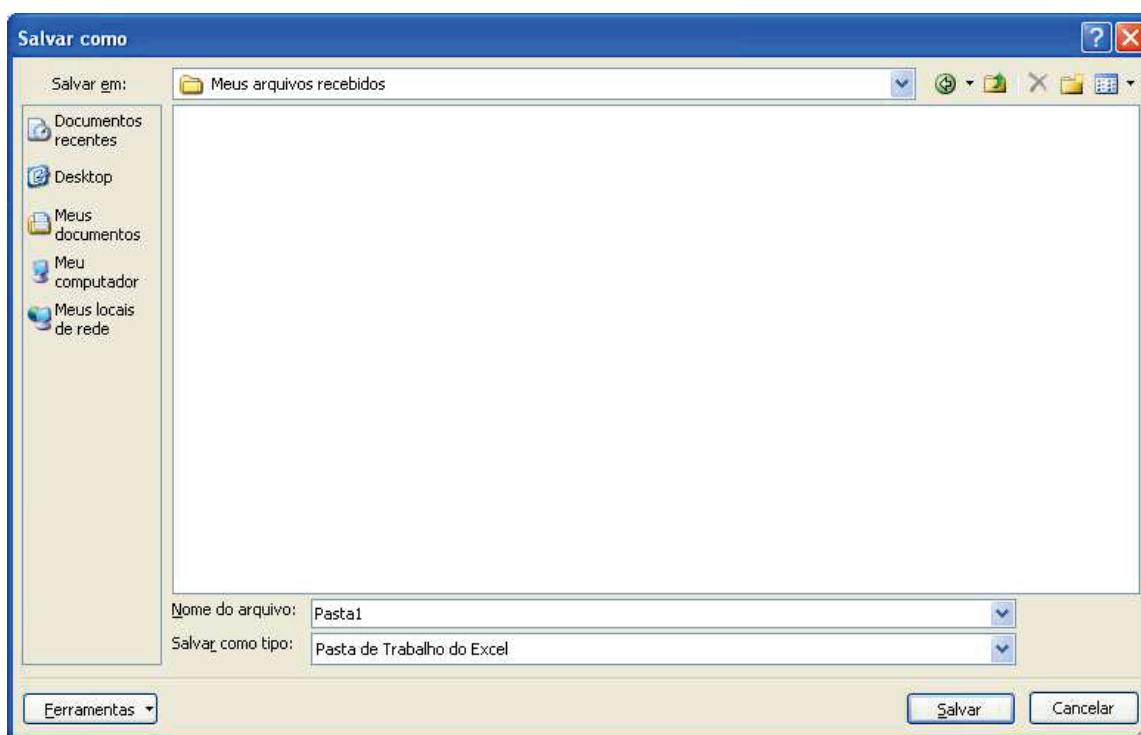 Salvar como
?
Salvar em:
Meus arquivos recebidos
Documentos
recentes
Desktop
Meus
documentos
Meu
computador
Meus locais
de rede
Nome do arquivo:
Pasta1
Salvar como tipo:
Pasta de Trabalho do Excel
Ferramentas
Salvar
Cancelar